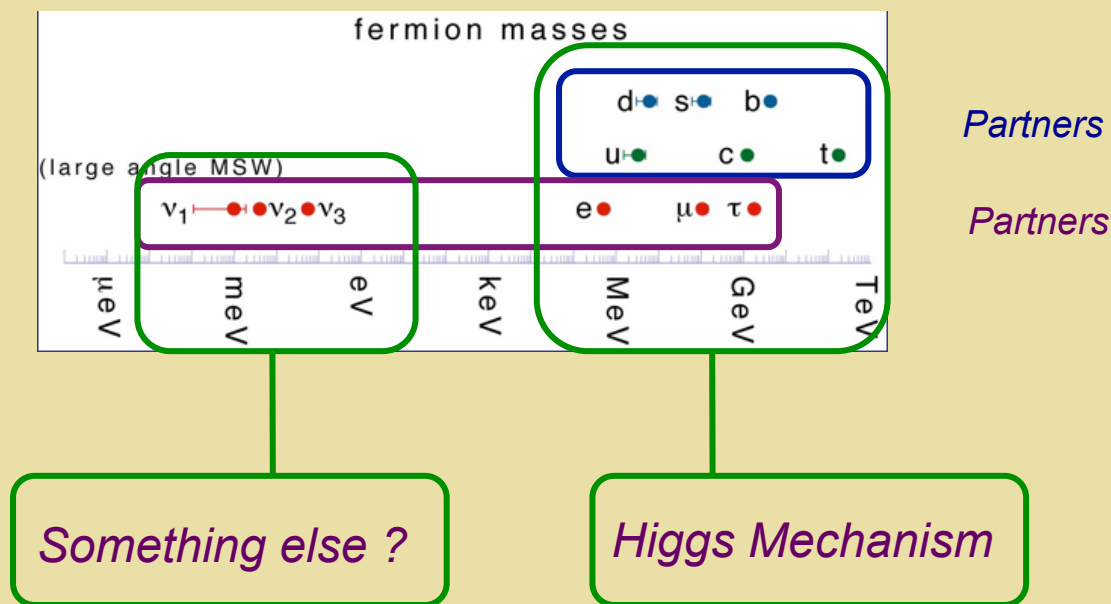 fermion masses
d s b
Partners
u c t
(large angle MSW)
ν1 ν2 ν3 e μ τ
Partners
μeV meV eV keV MeV GeV TeV
Something else ?
Higgs Mechanism